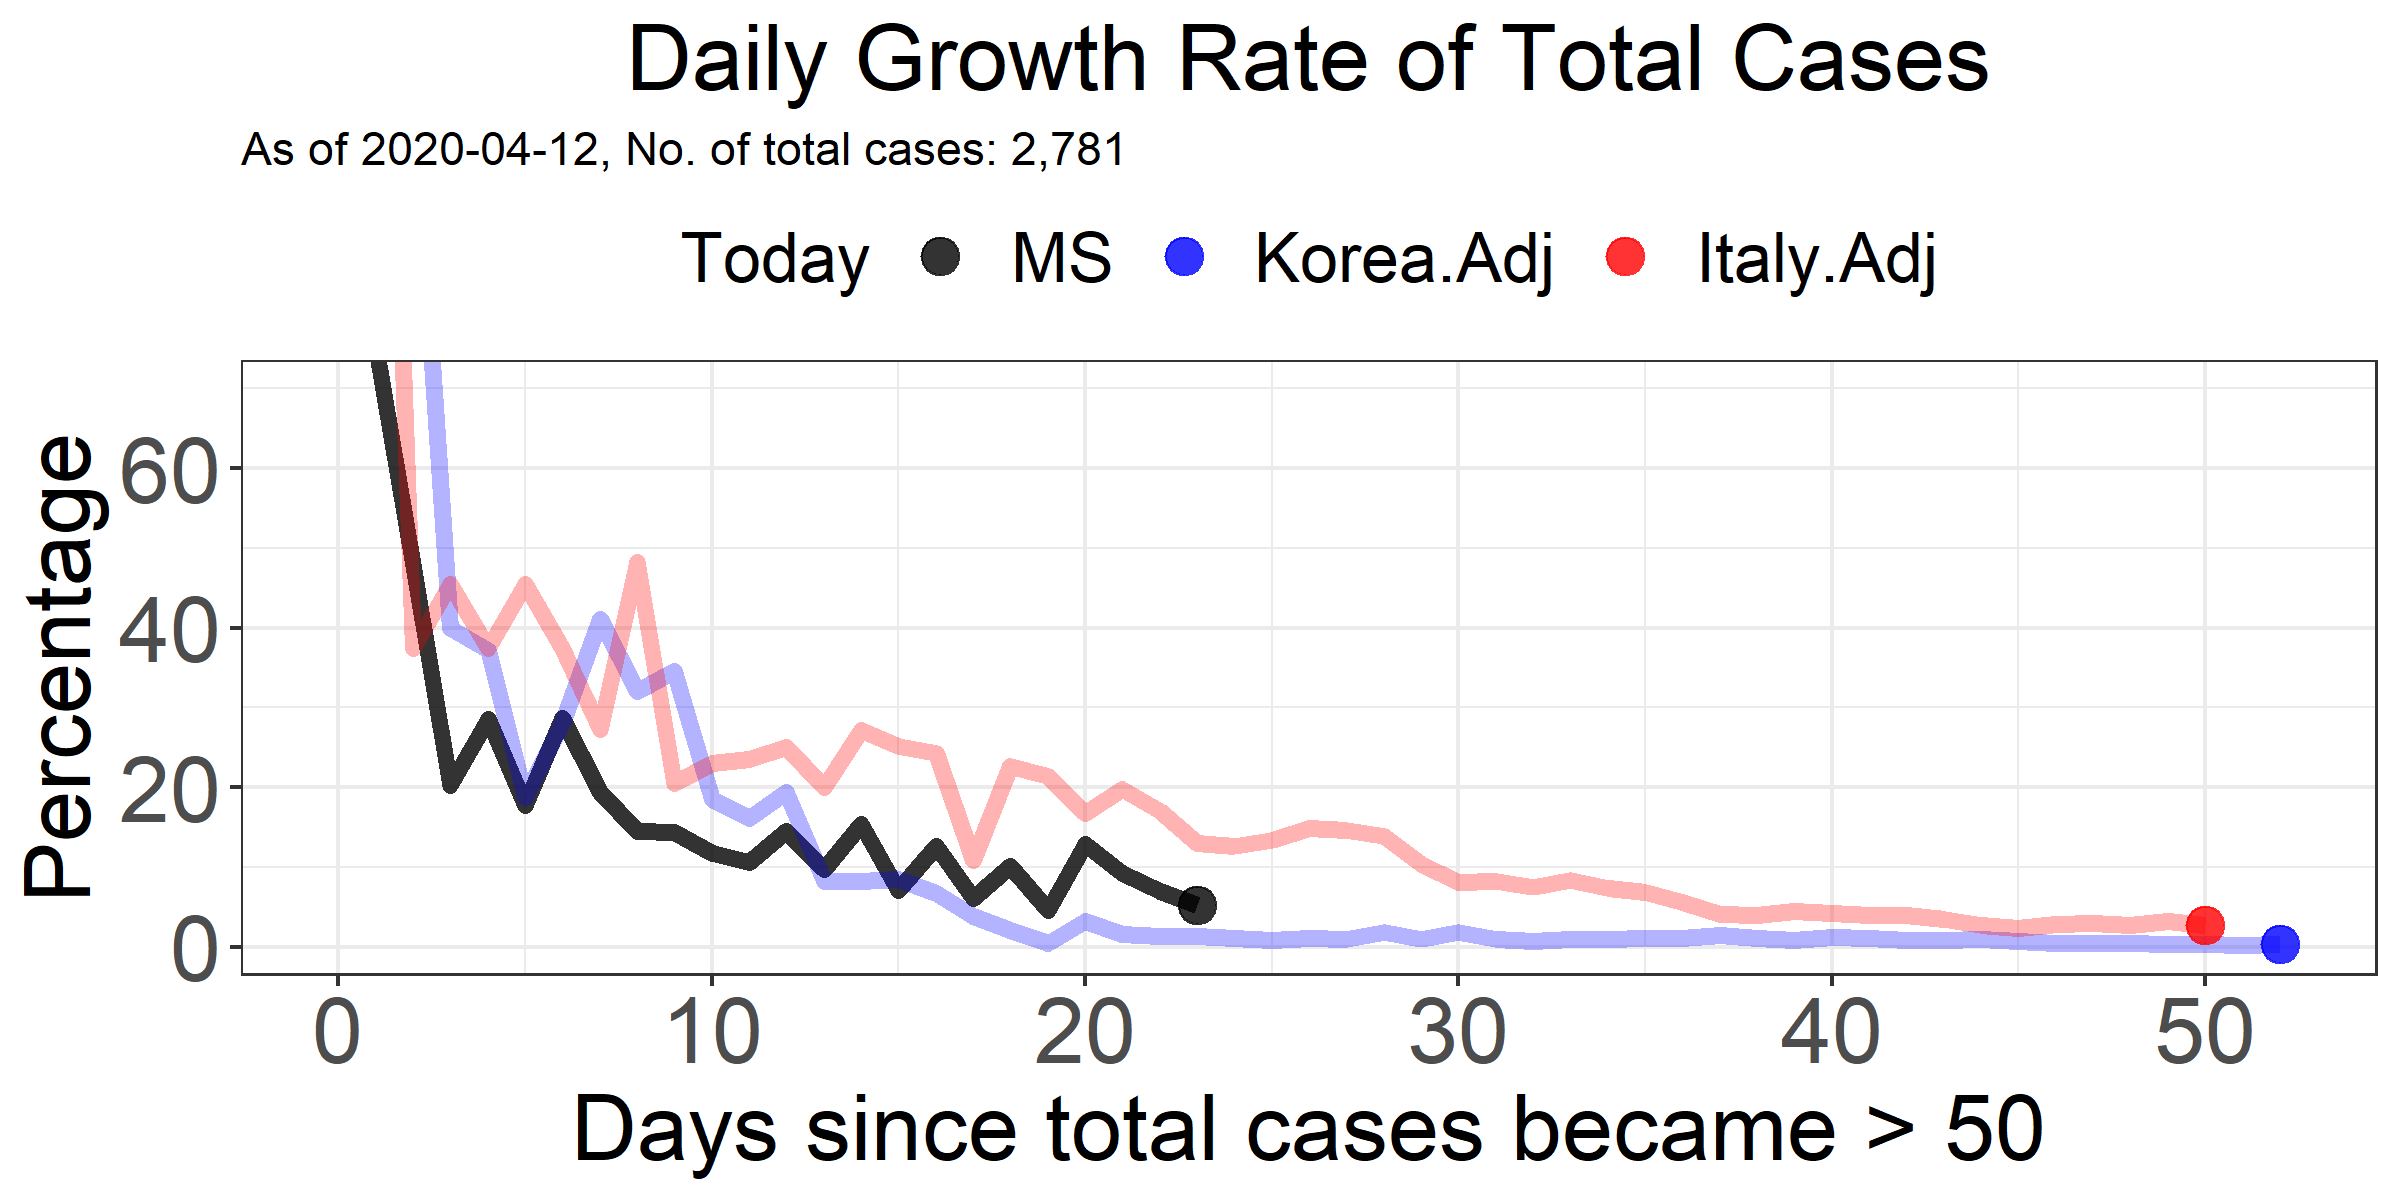 Daily Growth Rate of Total Cases
As of 2020-04-12, No. of total cases: 2,781
Today MS Korea.Adj Italy.Adj
Percentage
60
40
20
0
0 10 20 30 40 50
Days since total cases became > 50